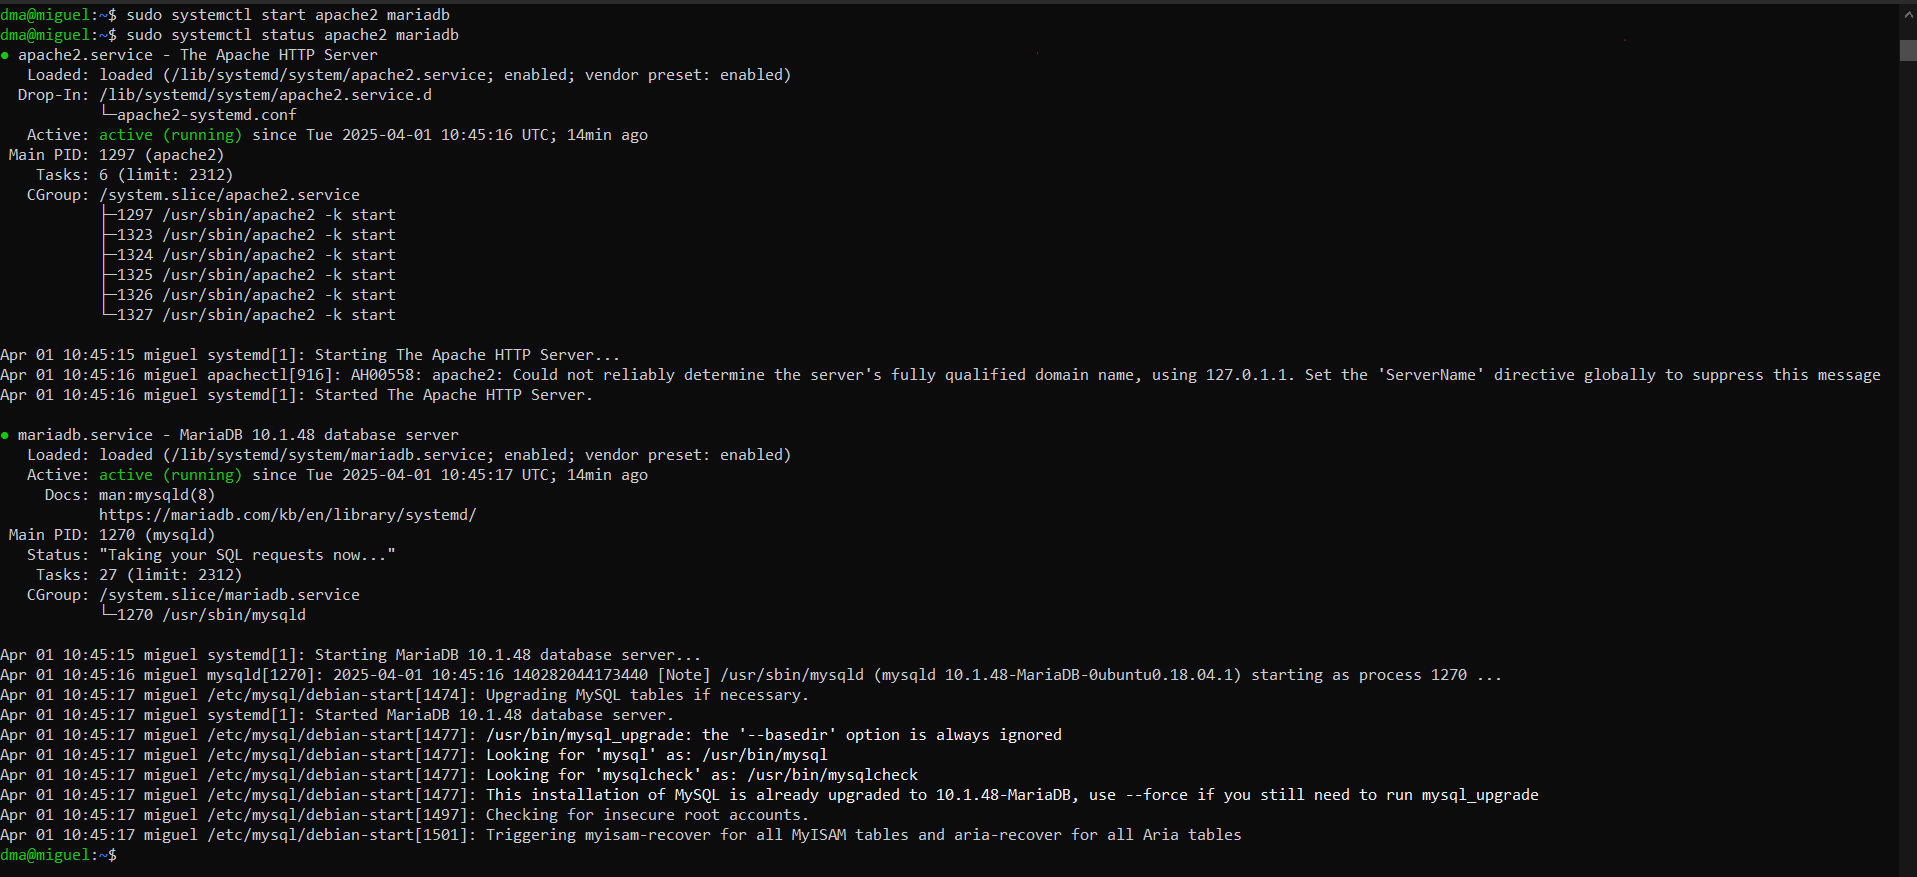 dma@miguel:~$ sudo systemctl start apache2 mariadb
dma@miguel:~$ sudo systemctl status apache2 mariadb
● apache2.service - The Apache HTTP Server
   Loaded: loaded (/lib/systemd/system/apache2.service; enabled; vendor preset: enabled)
  Drop-In: /lib/systemd/system/apache2.service.d
           └─apache2-systemd.conf
   Active: active (running) since Tue 2025-04-01 10:45:16 UTC; 14min ago
 Main PID: 1297 (apache2)
    Tasks: 6 (limit: 2312)
   CGroup: /system.slice/apache2.service
           ├─1297 /usr/sbin/apache2 -k start
           ├─1323 /usr/sbin/apache2 -k start
           ├─1324 /usr/sbin/apache2 -k start
           ├─1325 /usr/sbin/apache2 -k start
           ├─1326 /usr/sbin/apache2 -k start
           └─1327 /usr/sbin/apache2 -k start

Apr 01 10:45:15 miguel systemd[1]: Starting The Apache HTTP Server...
Apr 01 10:45:16 miguel apachectl[916]: AH00558: apache2: Could not reliably determine the server's fully qualified domain name, using 127.0.1.1. Set the 'ServerName' directive globally to suppress this message
Apr 01 10:45:16 miguel systemd[1]: Started The Apache HTTP Server.

● mariadb.service - MariaDB 10.1.48 database server
   Loaded: loaded (/lib/systemd/system/mariadb.service; enabled; vendor preset: enabled)
   Active: active (running) since Tue 2025-04-01 10:45:17 UTC; 14min ago
     Docs: man:mysqld(8)
           https://mariadb.com/kb/en/library/systemd/
 Main PID: 1270 (mysqld)
   Status: "Taking your SQL requests now..."
    Tasks: 27 (limit: 2312)
   CGroup: /system.slice/mariadb.service
           └─1270 /usr/sbin/mysqld

Apr 01 10:45:15 miguel systemd[1]: Starting MariaDB 10.1.48 database server...
Apr 01 10:45:16 miguel mysqld[1270]: 2025-04-01 10:45:16 140282044173440 [Note] /usr/sbin/mysqld (mysqld 10.1.48-MariaDB-0ubuntu0.18.04.1) starting as process 1270 ...
Apr 01 10:45:17 miguel /etc/mysql/debian-start[1474]: Upgrading MySQL tables if necessary.
Apr 01 10:45:17 miguel systemd[1]: Started MariaDB 10.1.48 database server.
Apr 01 10:45:17 miguel /etc/mysql/debian-start[1477]: /usr/bin/mysql_upgrade: the '--basedir' option is always ignored
Apr 01 10:45:17 miguel /etc/mysql/debian-start[1477]: Looking for 'mysql' as: /usr/bin/mysql
Apr 01 10:45:17 miguel /etc/mysql/debian-start[1477]: Looking for 'mysqlcheck' as: /usr/bin/mysqlcheck
Apr 01 10:45:17 miguel /etc/mysql/debian-start[1477]: This installation of MySQL is already upgraded to 10.1.48-MariaDB, use --force if you still need to run mysql_upgrade
Apr 01 10:45:17 miguel /etc/mysql/debian-start[1497]: Checking for insecure root accounts.
Apr 01 10:45:17 miguel /etc/mysql/debian-start[1501]: Triggering myisam-recover for all MyISAM tables and aria-recover for all Aria tables
dma@miguel:~$